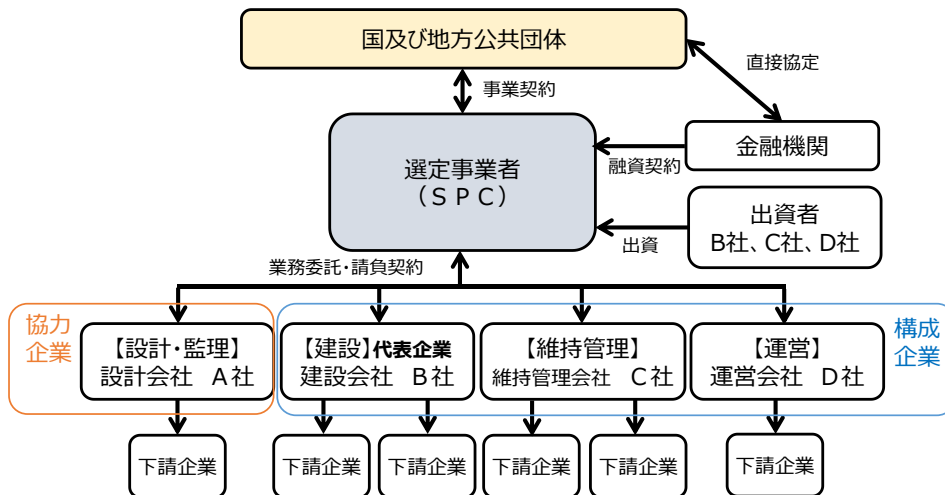 国及び地方公共団体
直接協定
事業契約
選定事業者
（ＳＰＣ）
金融機関
融資契約
出資者
B社、C社、D社
出資
業務委託・請負契約
協力
企業
【設計・監理】
設計会社　A社
【建設】代表企業
建設会社　B社
【維持管理】
維持管理会社　C社
【運営】
運営会社　D社
構成
企業
下請企業
下請企業
下請企業
下請企業
下請企業
下請企業